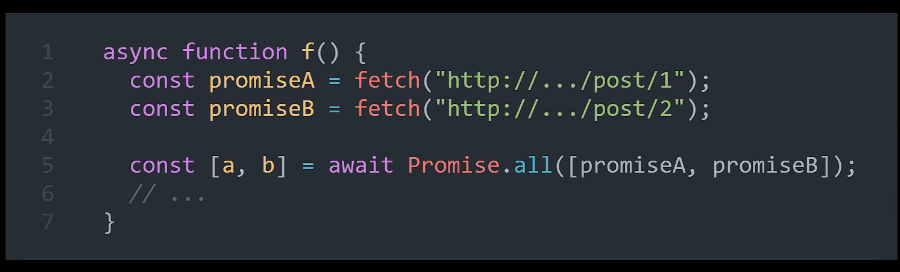 1 async function f() {
2 const promiseA = fetch("http://.../post/1");
3 const promiseB = fetch("http://.../post/2");
4
5 const [a, b] = await Promise.all([promiseA, promiseB]);
6 // ...
7 }